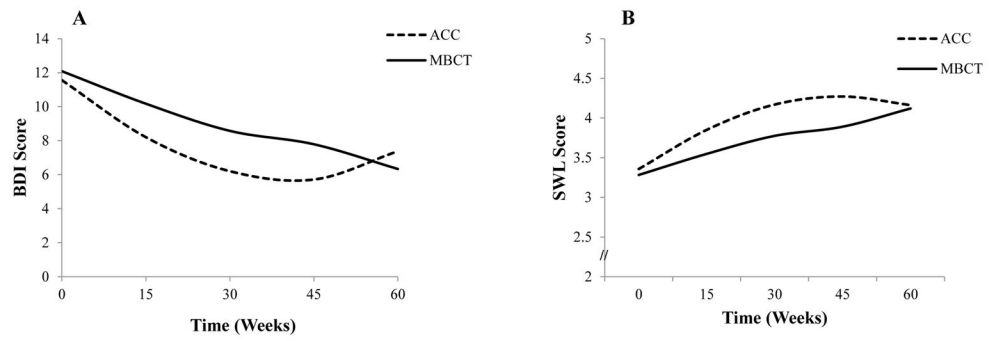 A
ACC
MBCT
14
12
10
8
6
4
2
0
BDI Score
0 15 30 45 60
Time (Weeks)
B
ACC
MBCT
5
4.5
4
3.5
3
2.5
2
SWL Score
0 15 30 45 60
Time (Weeks)